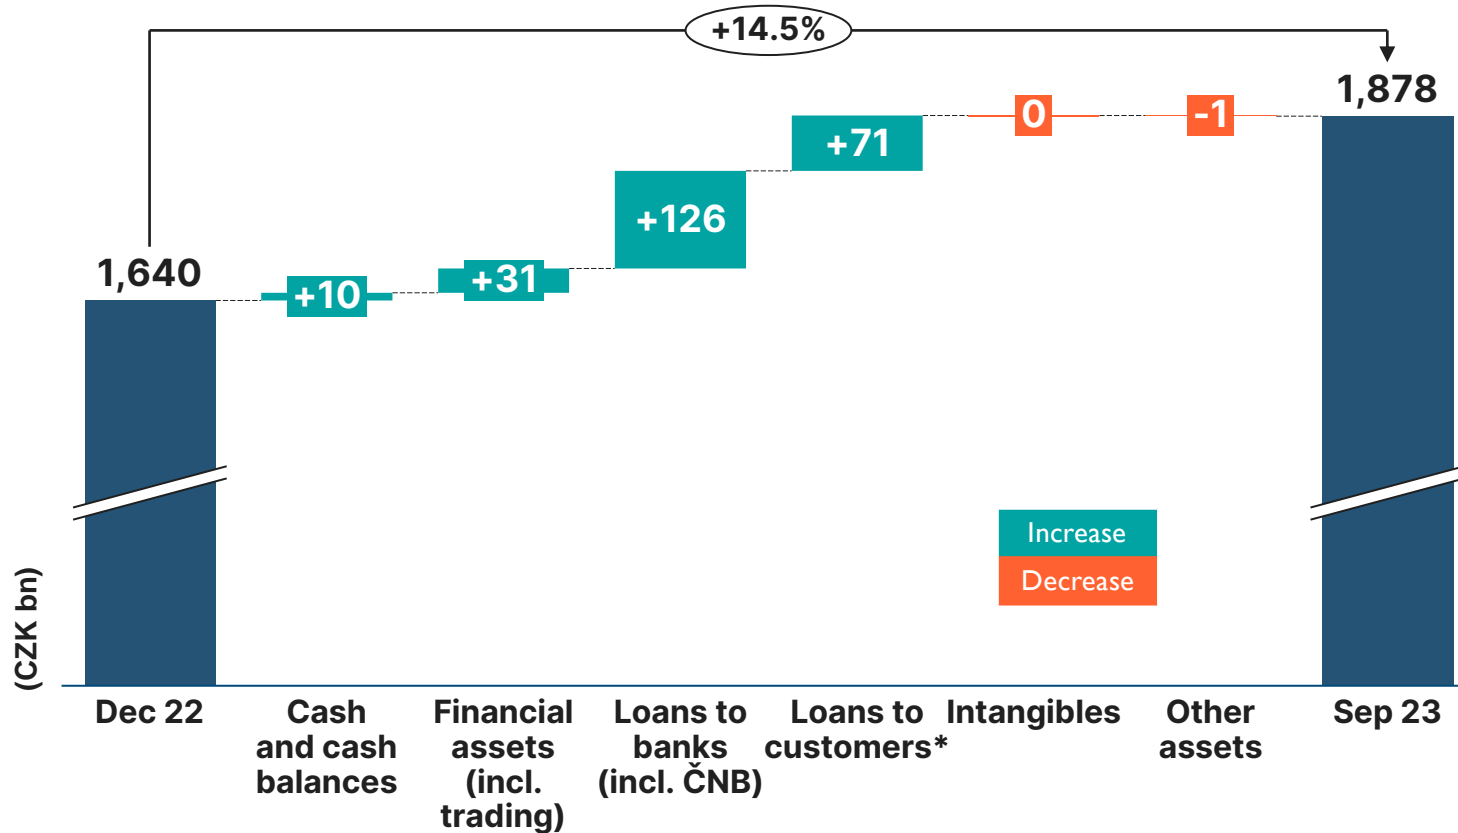 +14.5%
1,878
0
-1
+71
+126
1,640
+10
+31
Increase
Decrease
(CZK bn)
Dec 22
Cash
and cash
balances
Financial
assets
(incl.
trading)
Loans to
banks
(incl. ČNB)
Loans to
customers*
Intangibles
Other
assets
Sep 23